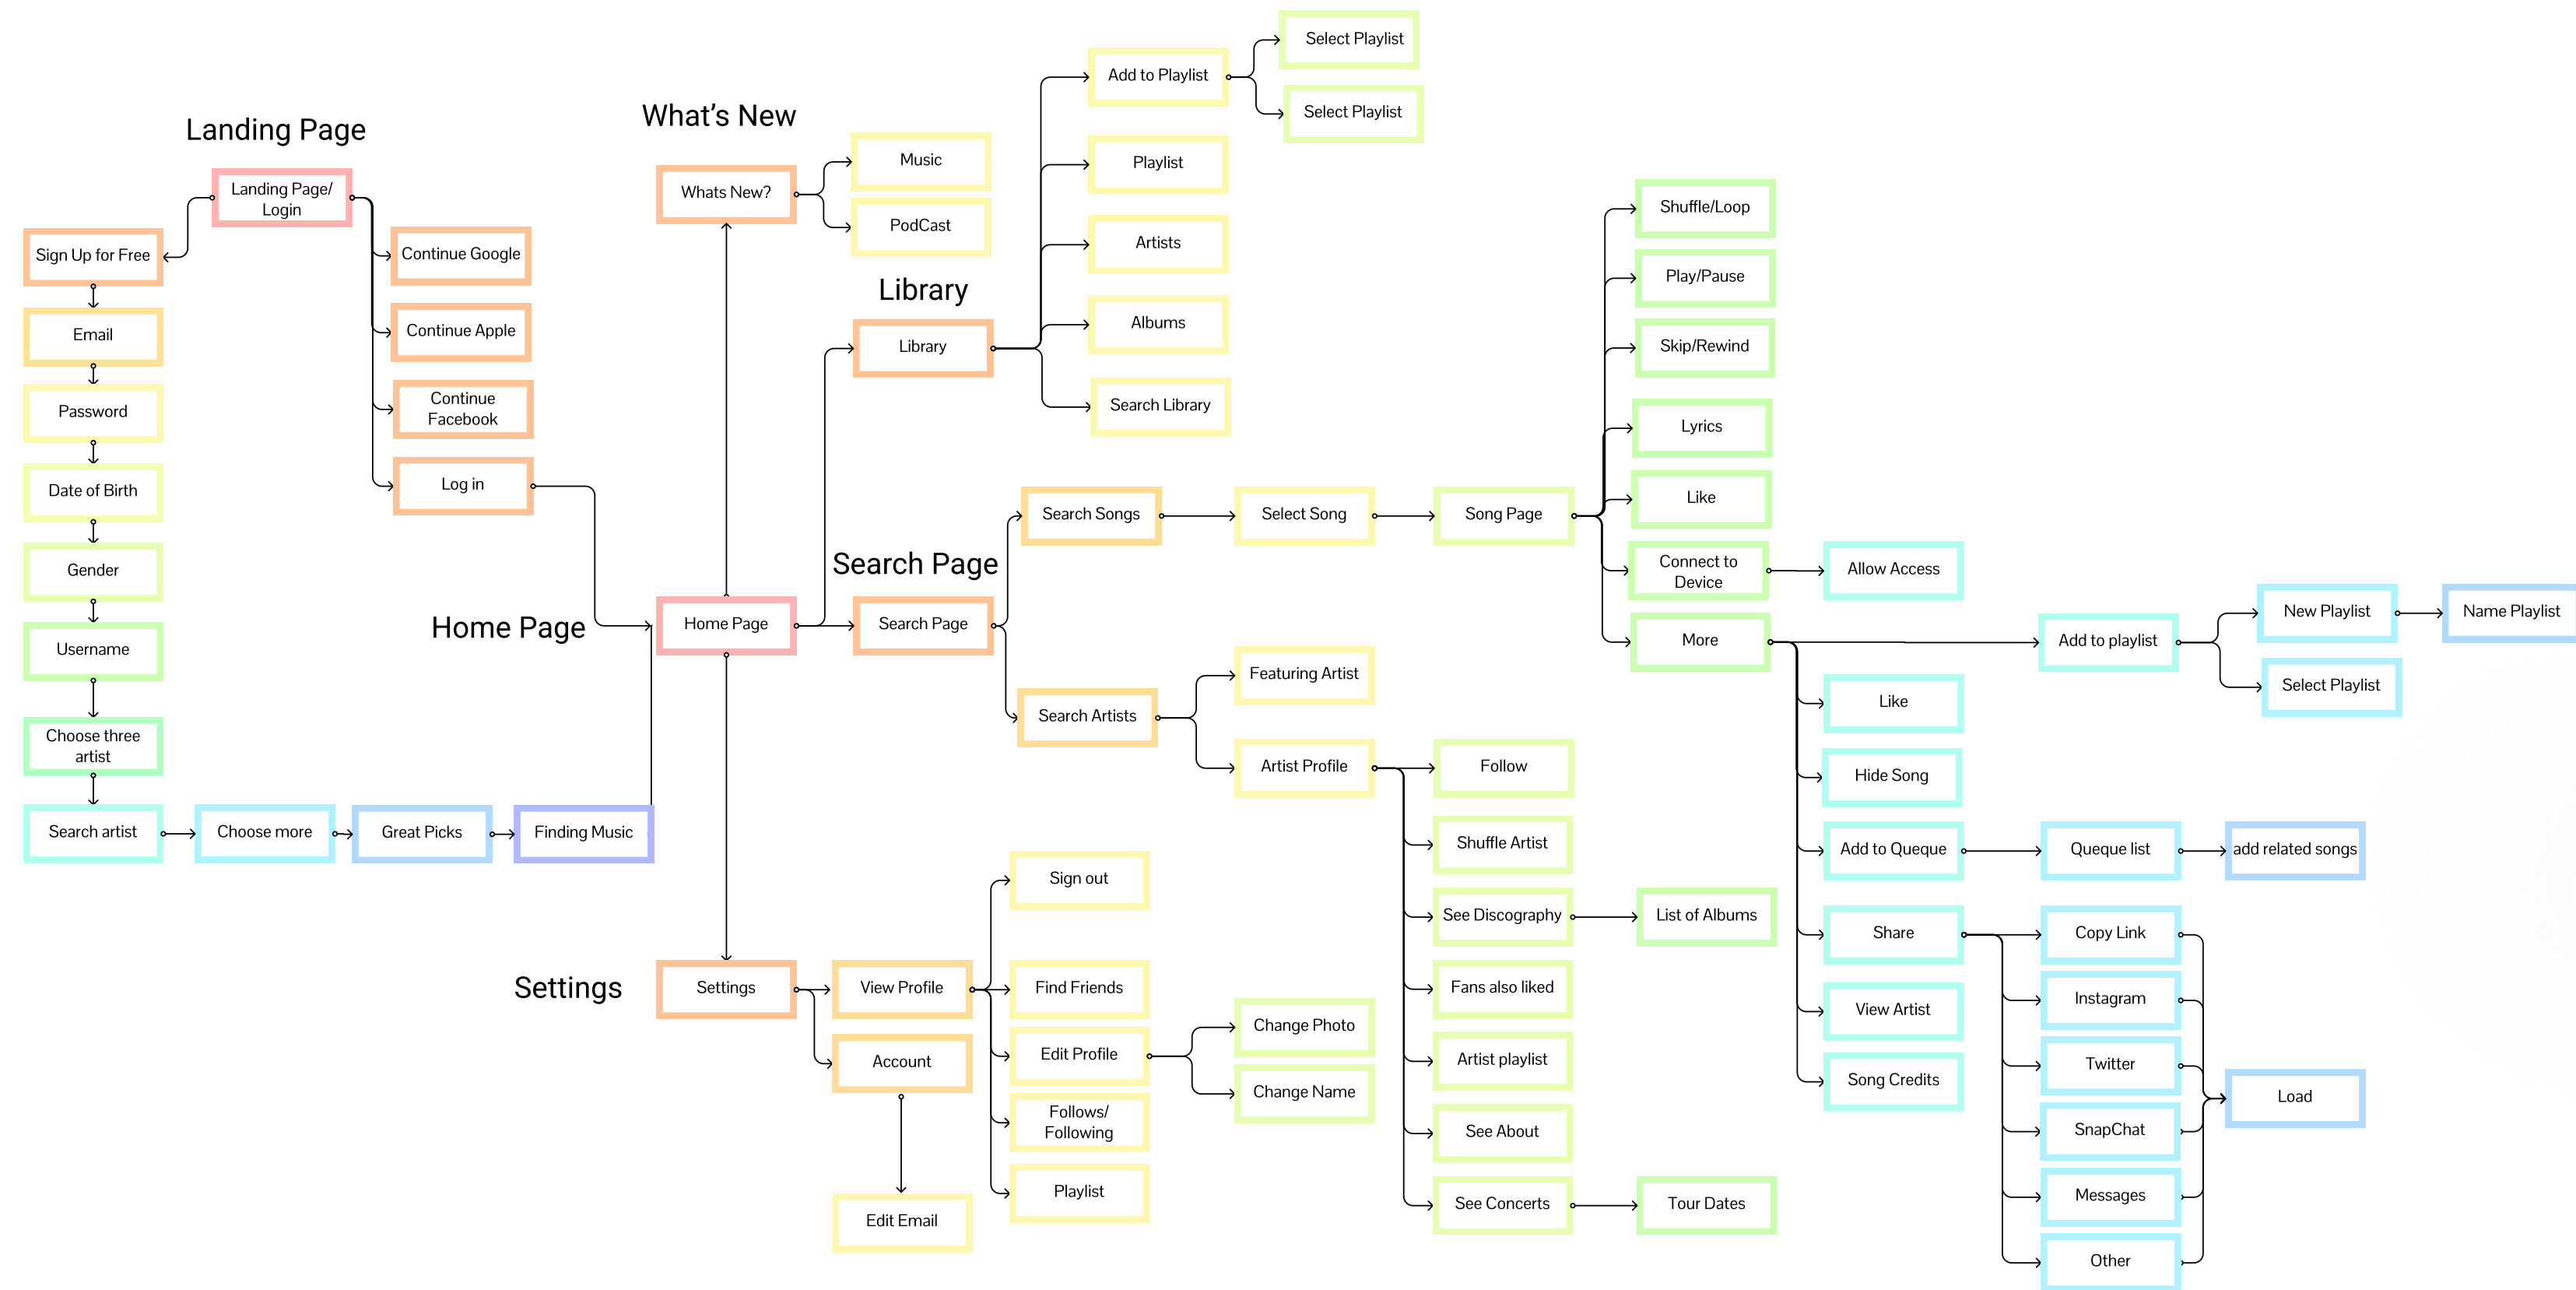 Landing Page
Landing Page/
Login
Sign Up for Free
Email
Password
Date of Birth
Gender
Username
Choose three
artist
Search artist
Choose more
Great Picks
Finding Music
Continue Google
Continue Apple
Continue
Facebook
Log in
Home Page
Home Page
What's New
Whats New?
Music
PodCast
Library
Library
Add to Playlist
Select Playlist
Select Playlist
Playlist
Artists
Albums
Search Library
Search Page
Search Page
Search Songs
Select Song
Song Page
Shuffle/Loop
Play/Pause
Skip/Rewind
Lyrics
Like
Connect to
Device
Allow Access
More
Add to playlist
New Playlist
Name Playlist
Select Playlist
Like
Hide Song
Add to Queque
Queque list
add related songs
Share
Copy Link
Instagram
Twitter
SnapChat
Messages
Other
Load
View Artist
Song Credits
Search Artists
Featuring Artist
Artist Profile
Follow
Shuffle Artist
See Discography
List of Albums
Fans also liked
Artist playlist
See About
See Concerts
Tour Dates
Settings
Settings
View Profile
Sign out
Find Friends
Edit Profile
Change Photo
Change Name
Follows/
Following
Playlist
Account
Edit Email